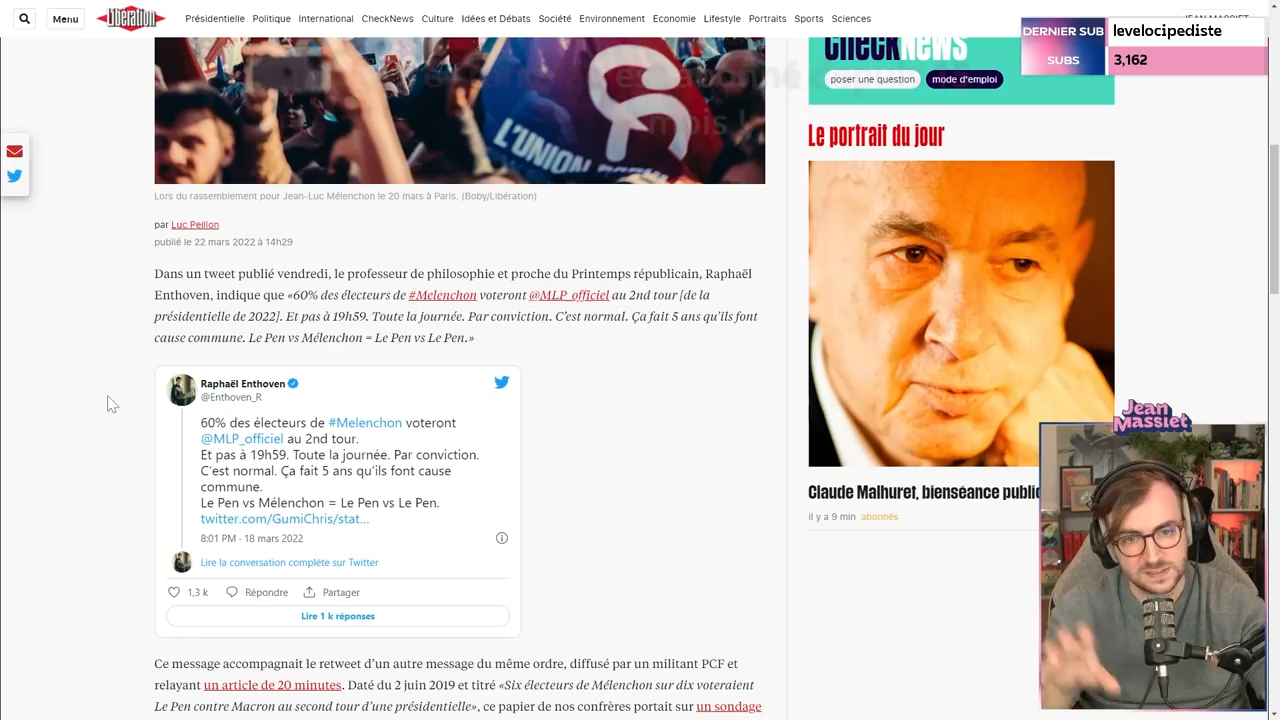 Menu
Libération
Présidentielle Politique International CheckNews Culture Idées et Débats Société Environnement Economie Lifestyle Portraits Sports Sciences
DERNIER SUB
levelocipediste
SUBS
3,162
CheckNews
poser une question
mode d'emploi
L'UNION
Le portrait du jour
Lors du rassemblement pour Jean-Luc Mélenchon le 20 mars à Paris. (Boby/Libération)
par Luc Peillon
publié le 22 mars 2022 à 14h29
Dans un tweet publié vendredi, le professeur de philosophie et proche du Printemps républicain, Raphaël
Enthoven, indique que «60% des électeurs de #Melenchon voteront @MLP_officiel au 2nd tour [de la
présidentielle de 2022]. Et pas à 19h59. Toute la journée. Par conviction. C'est normal. Ça fait 5 ans qu'ils font
cause commune. Le Pen vs Mélenchon = Le Pen vs Le Pen.»
Raphaël Enthoven
@Enthoven_R
60% des électeurs de #Melenchon voteront
@MLP_officiel au 2nd tour.
Et pas à 19h59. Toute la journée. Par conviction.
C'est normal. Ça fait 5 ans qu'ils font cause
commune.
Le Pen vs Mélenchon = Le Pen vs Le Pen.
twitter.com/GumiChris/stat...
8:01 PM · 18 mars 2022
Lire la conversation complète sur Twitter
1,3 k Répondre Partager
Lire 1 k réponses
Ce message accompagnait le retweet d'un autre message du même ordre, diffusé par un militant PCF et
relayant un article de 20 minutes. Daté du 2 juin 2019 et titré «Six électeurs de Mélenchon sur dix voteraient
Le Pen contre Macron au second tour d'une présidentielle», ce papier de nos confrères portait sur un sondage
Claude Malhuret, bienséance public
il y a 9 min abonnés
Jean
Massiet